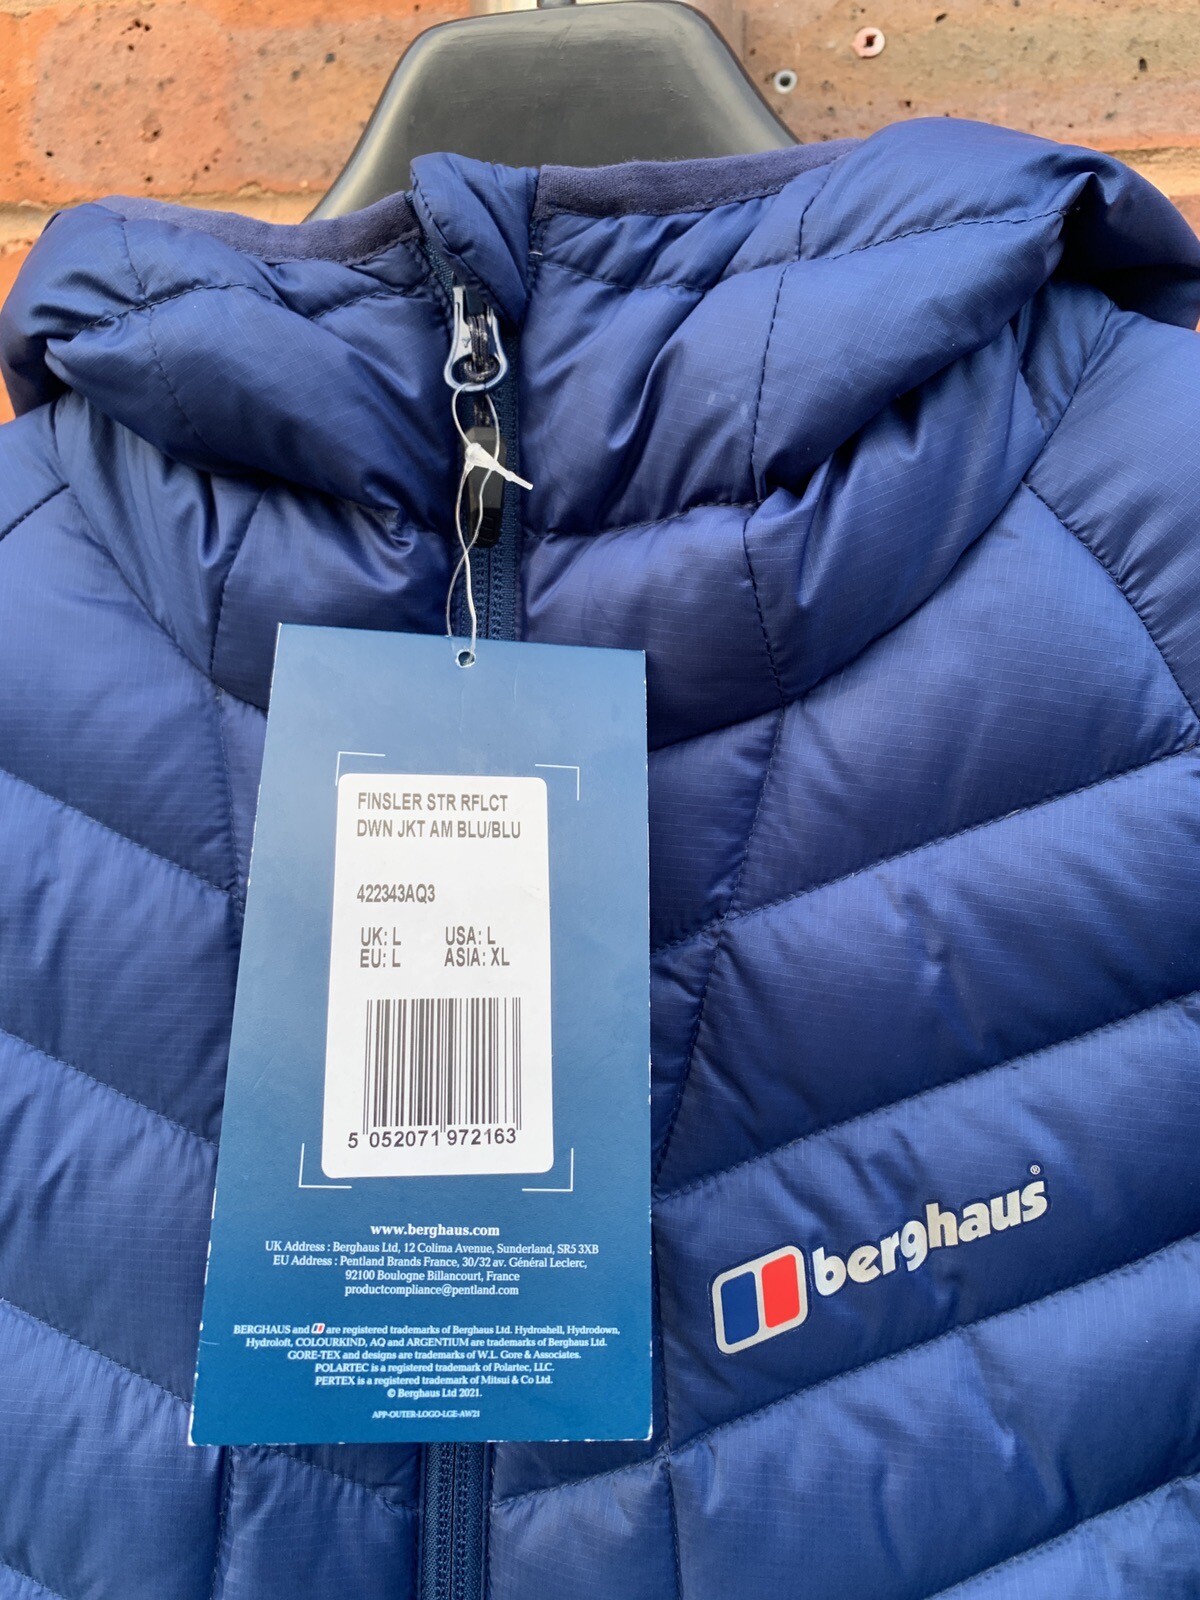 FINSLER STR RFLCT
DWN JKT AM BLU/BLU
422343AQ3
UK: L USA: L
EU: L ASIA: XL
5 052071 972163
www.berghaus.com
UK Address : Berghaus Ltd, 12 Colima Avenue, Sunderland, SR5 3XB
EU Address : Pentland Brands France, 30/32 av. Général Leclerc,
92100 Boulogne Billancourt, France
productcompliance@pentland.com
BERGHAUS and are registered trademarks of Berghaus Ltd. Hydroshell, Hydrodown,
Hydroloft, COLOURKIND, AQ and ARGENTIUM are trademarks of Berghaus Ltd.
GORE-TEX and designs are trademarks of W.L. Gore & Associates.
POLARTEC is a registered trademark of Polartec, LLC.
PERTEX is a registered trademark of Mitsui & Co Ltd.
© Berghaus Ltd 2021.
APP-OUTER-LOGO-LGE-AW21
berghaus®